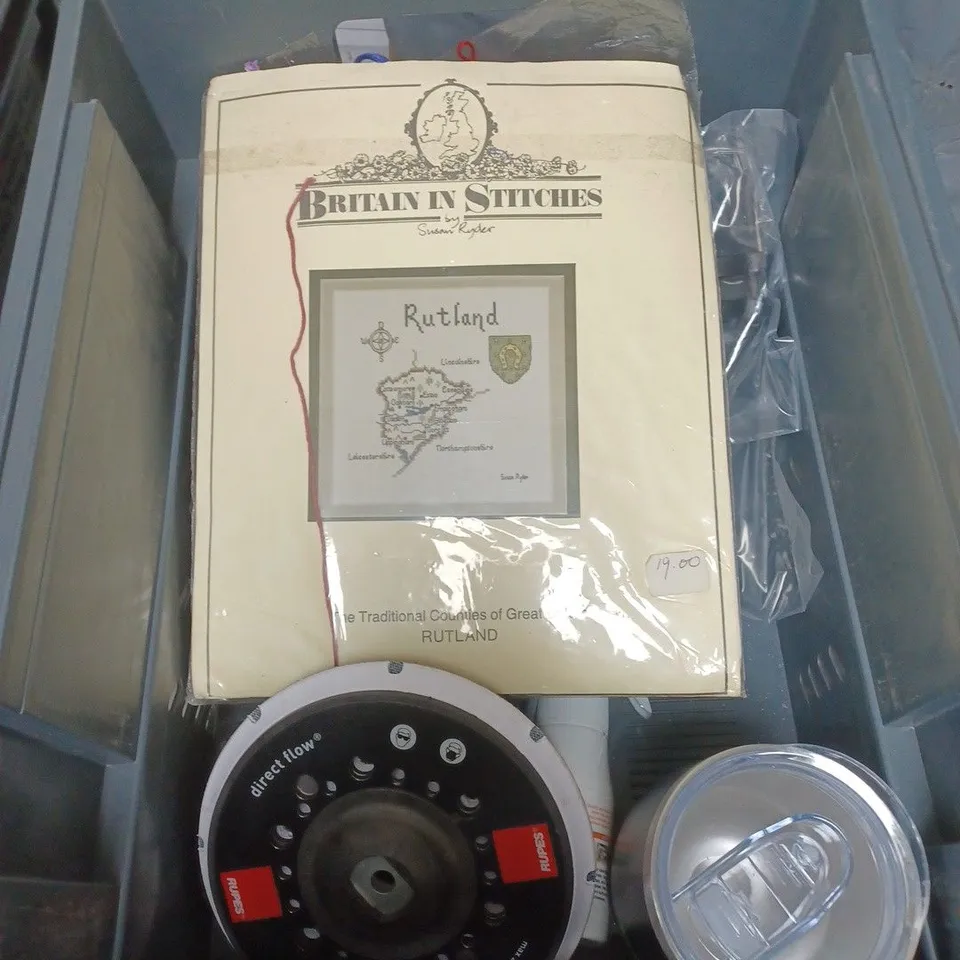 BRITAIN IN STITCHES
by
Susan Ryder
Rutland
N
W E
S
Lincolnshire
Leicestershire
Northamptonshire
Susan Ryder
19.00
The Traditional Counties of Great
RUTLAND
direct flow®
RUPES®
RUPES®
max